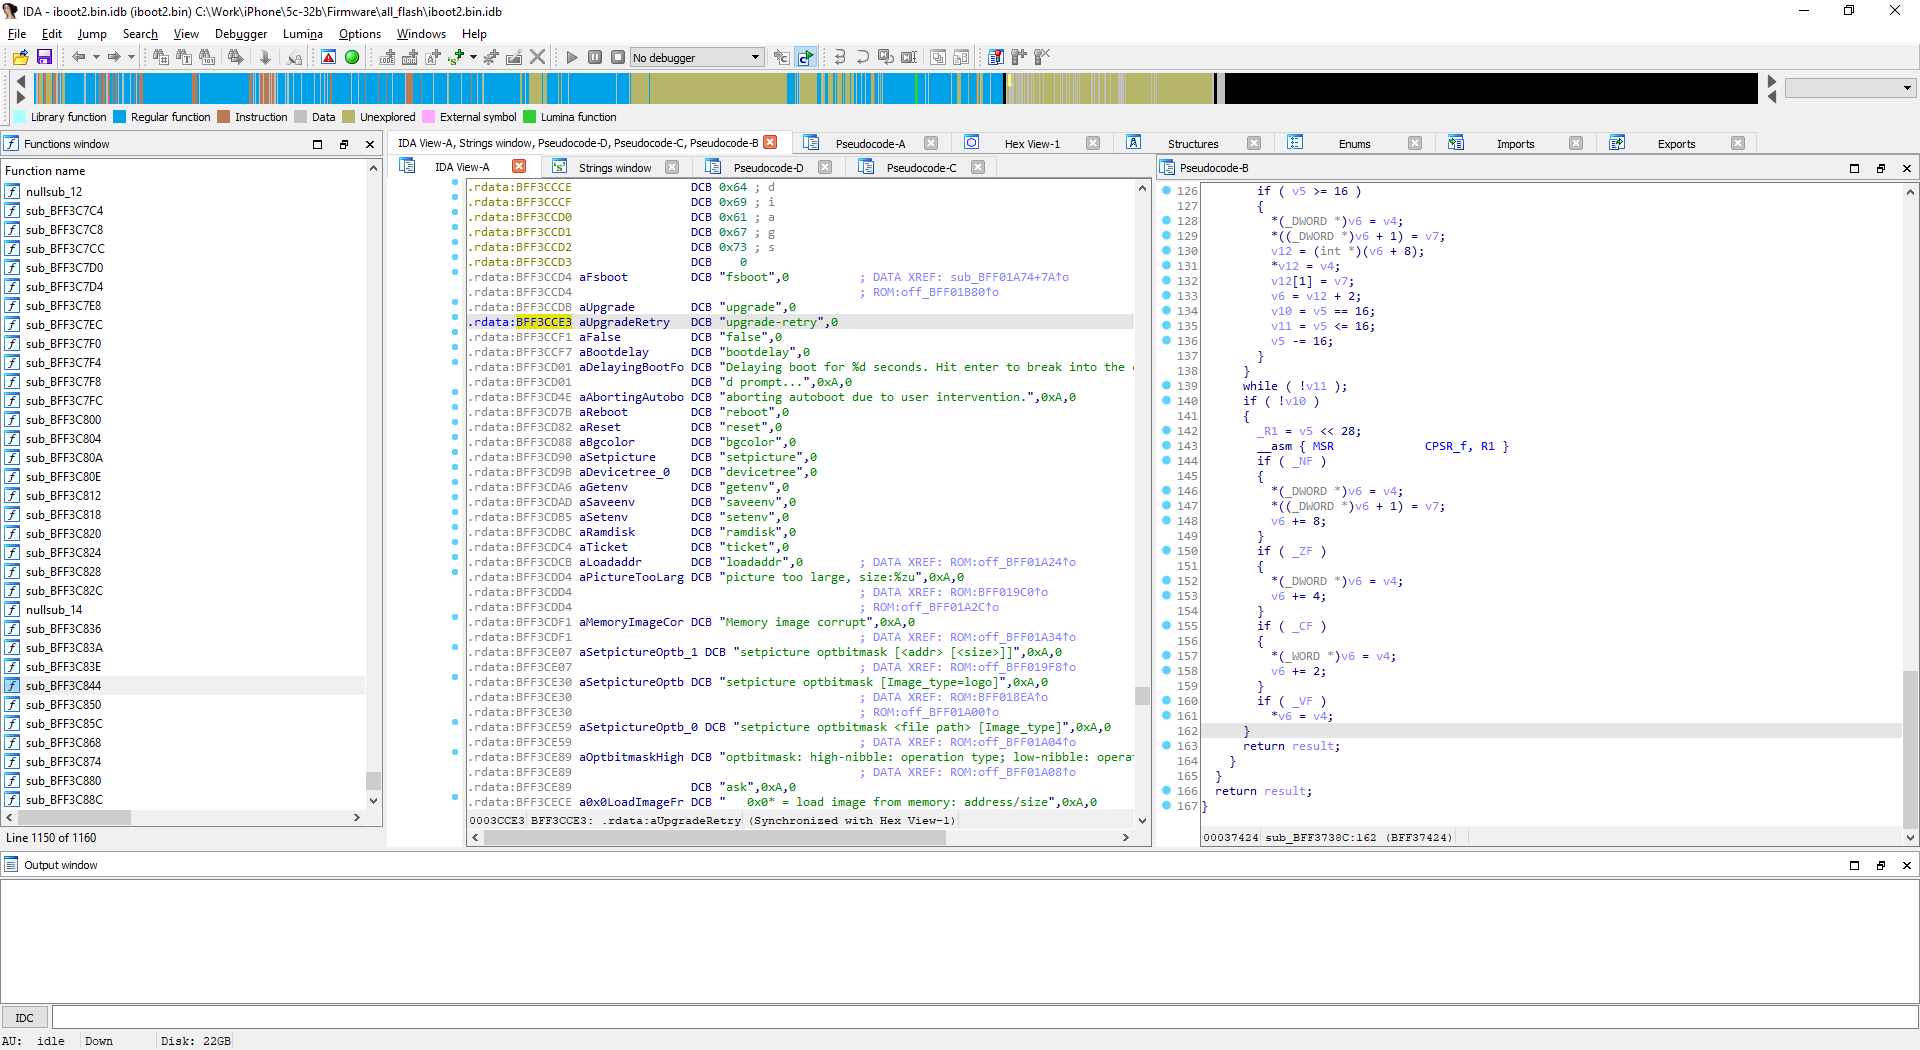 IDA - iboot2.bin.idb (iboot2.bin) C:\Work\iPhone\5c-32b\Firmware\all_flash\iboot2.bin.idb
File Edit Jump Search View Debugger Lumina Options Windows Help
No debugger
Library function Regular function Instruction Data Unexplored External symbol Lumina function
Functions window
Function name
nullsub_12
sub_BFF3C7C4
sub_BFF3C7C8
sub_BFF3C7CC
sub_BFF3C7D0
sub_BFF3C7D4
sub_BFF3C7E8
sub_BFF3C7EC
sub_BFF3C7F0
sub_BFF3C7F4
sub_BFF3C7F8
sub_BFF3C7FC
sub_BFF3C800
sub_BFF3C804
sub_BFF3C80A
sub_BFF3C80E
sub_BFF3C812
sub_BFF3C818
sub_BFF3C820
sub_BFF3C824
sub_BFF3C828
sub_BFF3C82C
nullsub_14
sub_BFF3C836
sub_BFF3C83A
sub_BFF3C83E
sub_BFF3C844
sub_BFF3C850
sub_BFF3C85C
sub_BFF3C868
sub_BFF3C874
sub_BFF3C880
sub_BFF3C88C
Line 1150 of 1160
IDA View-A, Strings window, Pseudocode-D, Pseudocode-C, Pseudocode-B Pseudocode-A Hex View-1 Structures Enums Imports Exports
IDA View-A Strings window Pseudocode-D Pseudocode-C
.rdata:BFF3CCCE DCB 0x64 ; d
.rdata:BFF3CCCF DCB 0x69 ; i
.rdata:BFF3CCD0 DCB 0x61 ; a
.rdata:BFF3CCD1 DCB 0x67 ; g
.rdata:BFF3CCD2 DCB 0x73 ; s
.rdata:BFF3CCD3 DCB 0
.rdata:BFF3CCD4 aFsboot DCB "fsboot",0 ; DATA XREF: sub_BFF01A74+7A↑o
.rdata:BFF3CCD4 ; ROM:off_BFF01B80↑o
.rdata:BFF3CCDB aUpgrade DCB "upgrade",0
.rdata:BFF3CCE3 aUpgradeRetry DCB "upgrade-retry",0
.rdata:BFF3CCF1 aFalse DCB "false",0
.rdata:BFF3CCF7 aBootdelay DCB "bootdelay",0
.rdata:BFF3CD01 aDelayingBootFo DCB "Delaying boot for %d seconds. Hit enter to break into the
.rdata:BFF3CD01 DCB "d prompt...",0xA,0
.rdata:BFF3CD4E aAbortingAutobo DCB "aborting autoboot due to user intervention.",0xA,0
.rdata:BFF3CD7B aReboot DCB "reboot",0
.rdata:BFF3CD82 aReset DCB "reset",0
.rdata:BFF3CD88 aBgcolor DCB "bgcolor",0
.rdata:BFF3CD90 aSetpicture DCB "setpicture",0
.rdata:BFF3CD9B aDevicetree_0 DCB "devicetree",0
.rdata:BFF3CDA6 aGetenv DCB "getenv",0
.rdata:BFF3CDAD aSaveenv DCB "saveenv",0
.rdata:BFF3CDB5 aSetenv DCB "setenv",0
.rdata:BFF3CDBC aRamdisk DCB "ramdisk",0
.rdata:BFF3CDC4 aTicket DCB "ticket",0
.rdata:BFF3CDCB aLoadaddr DCB "loadaddr",0 ; DATA XREF: ROM:off_BFF01A24↑o
.rdata:BFF3CDD4 aPictureTooLarg DCB "picture too large, size:%zu",0xA,0
.rdata:BFF3CDD4 ; DATA XREF: ROM:BFF019C0↑o
.rdata:BFF3CDD4 ; ROM:off_BFF01A2C↑o
.rdata:BFF3CDF1 aMemoryImageCor DCB "Memory image corrupt",0xA,0
.rdata:BFF3CDF1 ; DATA XREF: ROM:off_BFF01A34↑o
.rdata:BFF3CE07 aSetpictureOptb_1 DCB "setpicture optbitmask [<addr> [<size>]]",0xA,0
.rdata:BFF3CE07 ; DATA XREF: ROM:off_BFF019F8↑o
.rdata:BFF3CE30 aSetpictureOptb DCB "setpicture optbitmask [Image_type=logo]",0xA,0
.rdata:BFF3CE30 ; DATA XREF: ROM:BFF018EA↑o
.rdata:BFF3CE30 ; ROM:off_BFF01A00↑o
.rdata:BFF3CE59 aSetpictureOptb_0 DCB "setpicture optbitmask <file path> [Image_type]",0xA,0
.rdata:BFF3CE59 ; DATA XREF: ROM:off_BFF01A04↑o
.rdata:BFF3CE89 aOptbitmaskHigh DCB "optbitmask: high-nibble: operation type; low-nibble: opera
.rdata:BFF3CE89 ; DATA XREF: ROM:off_BFF01A08↑o
.rdata:BFF3CE89 DCB "ask",0xA,0
.rdata:BFF3CECE a0x0LoadImageFr DCB " 0x0* = load image from memory: address/size",0xA,0
0003CCE3 BFF3CCE3: .rdata:aUpgradeRetry (Synchronized with Hex View-1)
Pseudocode-B
126 if ( v5 >= 16 )
127 {
128 *(_DWORD *)v6 = v4;
129 *((_DWORD *)v6 + 1) = v7;
130 v12 = (int *)(v6 + 8);
131 *v12 = v4;
132 v12[1] = v7;
133 v6 = v12 + 2;
134 v10 = v5 == 16;
135 v11 = v5 <= 16;
136 v5 -= 16;
137 }
138 }
139 while ( !v11 );
140 if ( !v10 )
141 {
142 _R1 = v5 << 28;
143 __asm { MSR CPSR_f, R1 }
144 if ( _NF )
145 {
146 *(_DWORD *)v6 = v4;
147 *((_DWORD *)v6 + 1) = v7;
148 v6 += 8;
149 }
150 if ( _ZF )
151 {
152 *(_DWORD *)v6 = v4;
153 v6 += 4;
154 }
155 if ( _CF )
156 {
157 *(_WORD *)v6 = v4;
158 v6 += 2;
159 }
160 if ( _VF )
161 *v6 = v4;
162 }
163 return result;
164 }
165 }
166 return result;
167 }
00037424 sub_BFF3738C:162 (BFF37424)
Output window
IDC
AU: idle Down Disk: 22GB